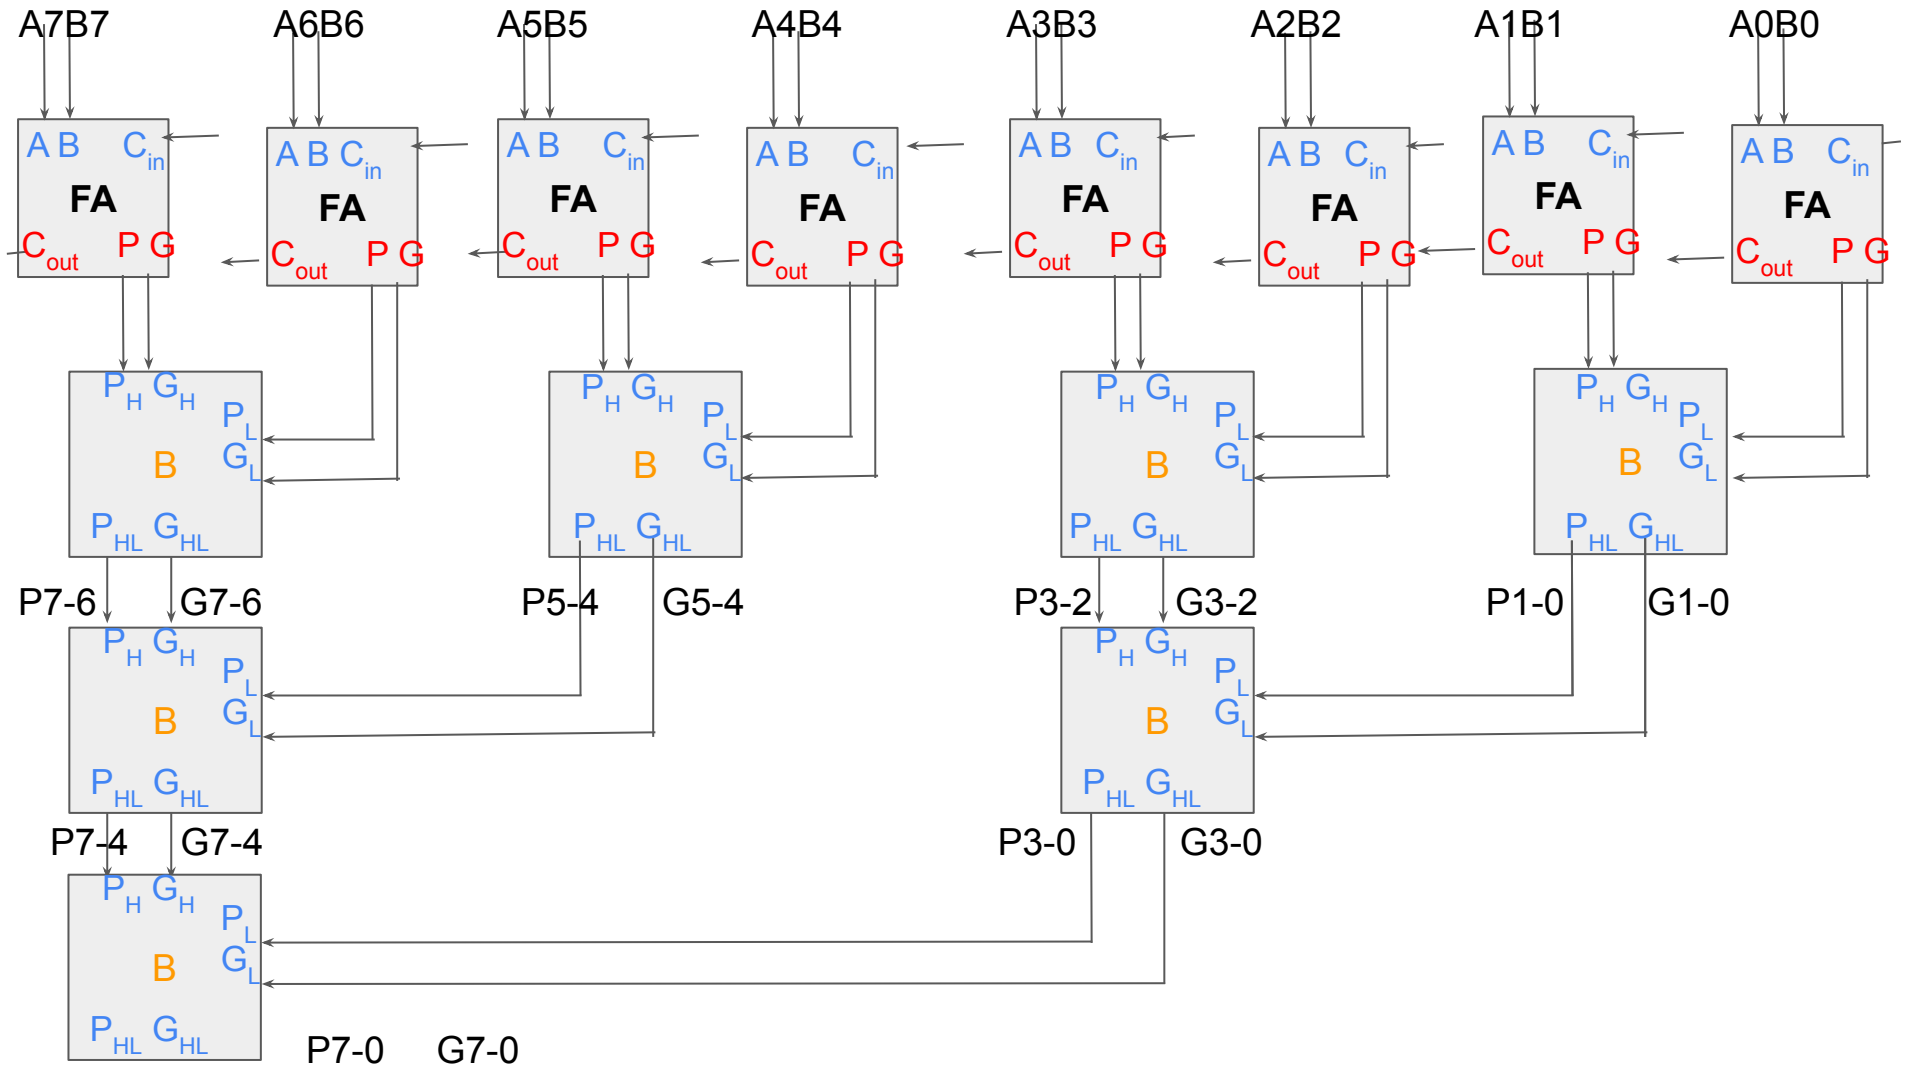 A7B7 A6B6 A5B5 A4B4 A3B3 A2B2 A1B1 A0B0
A B Cin A B Cin A B Cin A B Cin A B Cin A B Cin A B Cin A B Cin
FA FA FA FA FA FA FA FA
Cout P G Cout P G Cout P G Cout P G Cout P G Cout P G Cout P G Cout P G
PH GH PH GH PH GH PH GH
PL PL PL PL
GL GL GL GL
B B B B
PHL GHL PHL GHL PHL GHL PHL GHL
P7-6 G7-6 P5-4 G5-4 P3-2 G3-2 P1-0 G1-0
PH GH PH GH
PL PL
GL GL
B B
PHL GHL PHL GHL
P7-4 G7-4 P3-0 G3-0
PH GH
PL
GL
B
PHL GHL
P7-0 G7-0